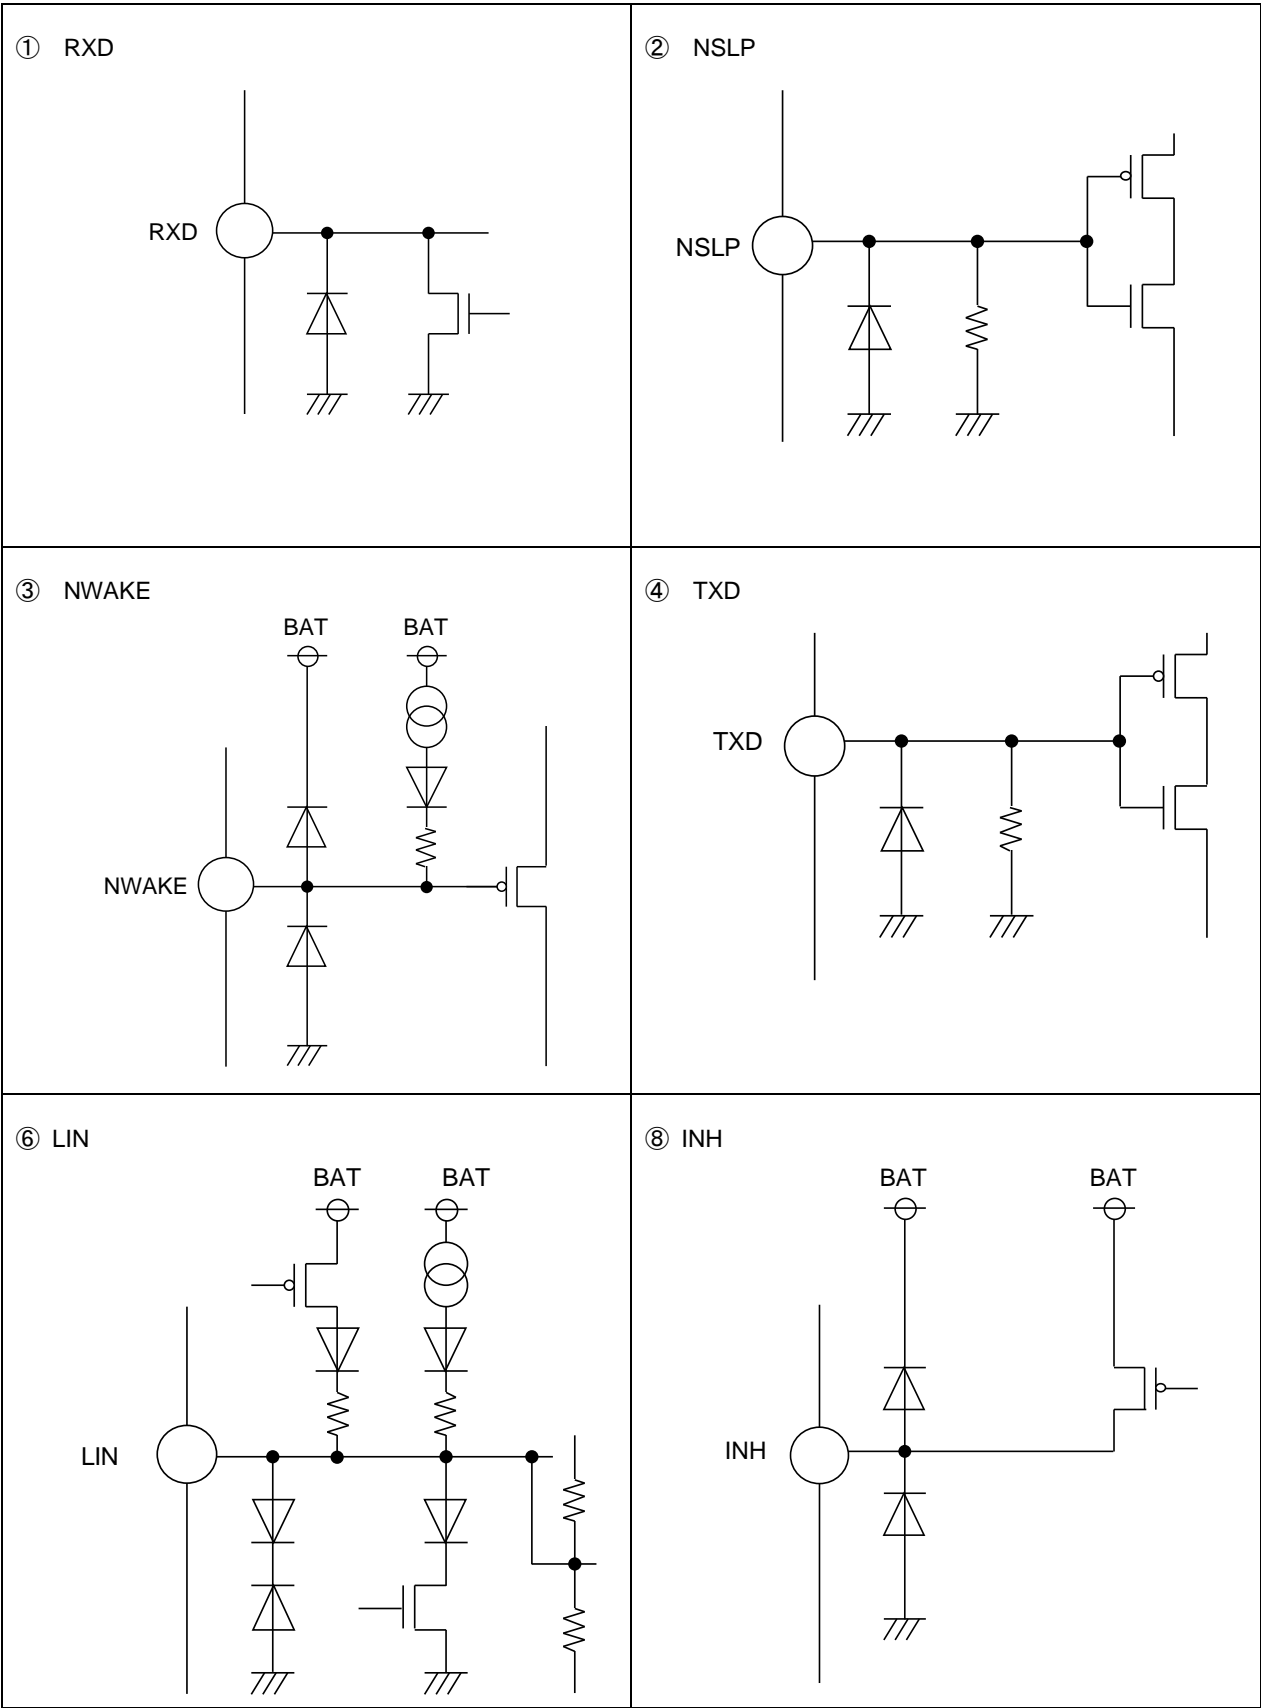 ① RXD
RXD
② NSLP
NSLP
③ NWAKE
BAT BAT
NWAKE
④ TXD
TXD
⑥ LIN
BAT BAT
LIN
⑧ INH
BAT BAT
INH